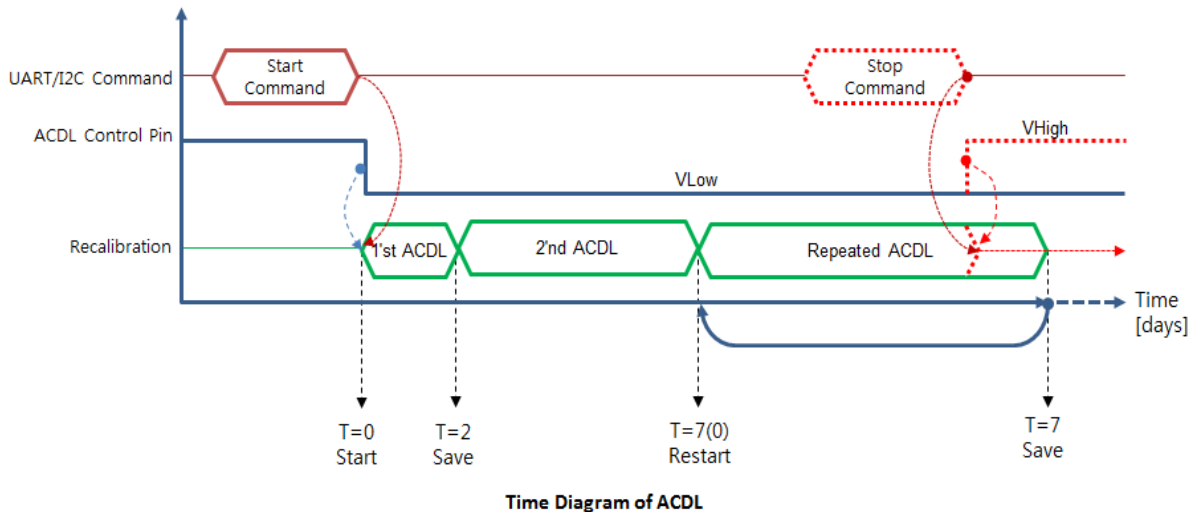 UART/I2C Command
Start
Command
Stop
Command
ACDL Control Pin
VHigh
VLow
Recalibration
1'st ACDL
2'nd ACDL
Repeated ACDL
Time
[days]
T=0
Start
T=2
Save
T=7(0)
Restart
T=7
Save
Time Diagram of ACDL